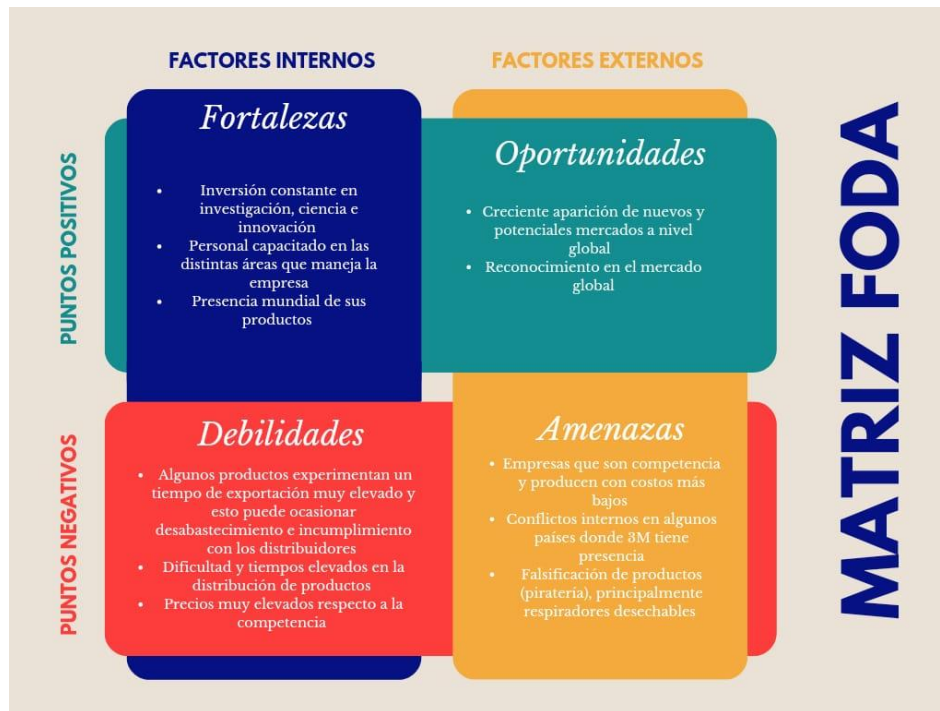 FACTORES INTERNOS
FACTORES EXTERNOS
PUNTOS POSITIVOS
Fortalezas
• Inversión constante en
investigación, ciencia e
innovación
• Personal capacitado en las
distintas áreas que maneja la
empresa
• Presencia mundial de sus
productos
Oportunidades
• Creciente aparición de nuevos y
potenciales mercados a nivel
global
• Reconocimiento en el mercado
global
PUNTOS NEGATIVOS
Debilidades
• Algunos productos experimentan un
tiempo de exportación muy elevado y
esto puede ocasionar
desabastecimiento e incumplimiento
con los distribuidores
• Dificultad y tiempos elevados en la
distribución de productos
• Precios muy elevados respecto a la
competencia
Amenazas
• Empresas que son competencia
y producen con costos más
bajos
• Conflictos internos en algunos
países donde 3M tiene
presencia
• Falsificación de productos
(piratería), principalmente
respiradores desechables
MATRIZ FODA